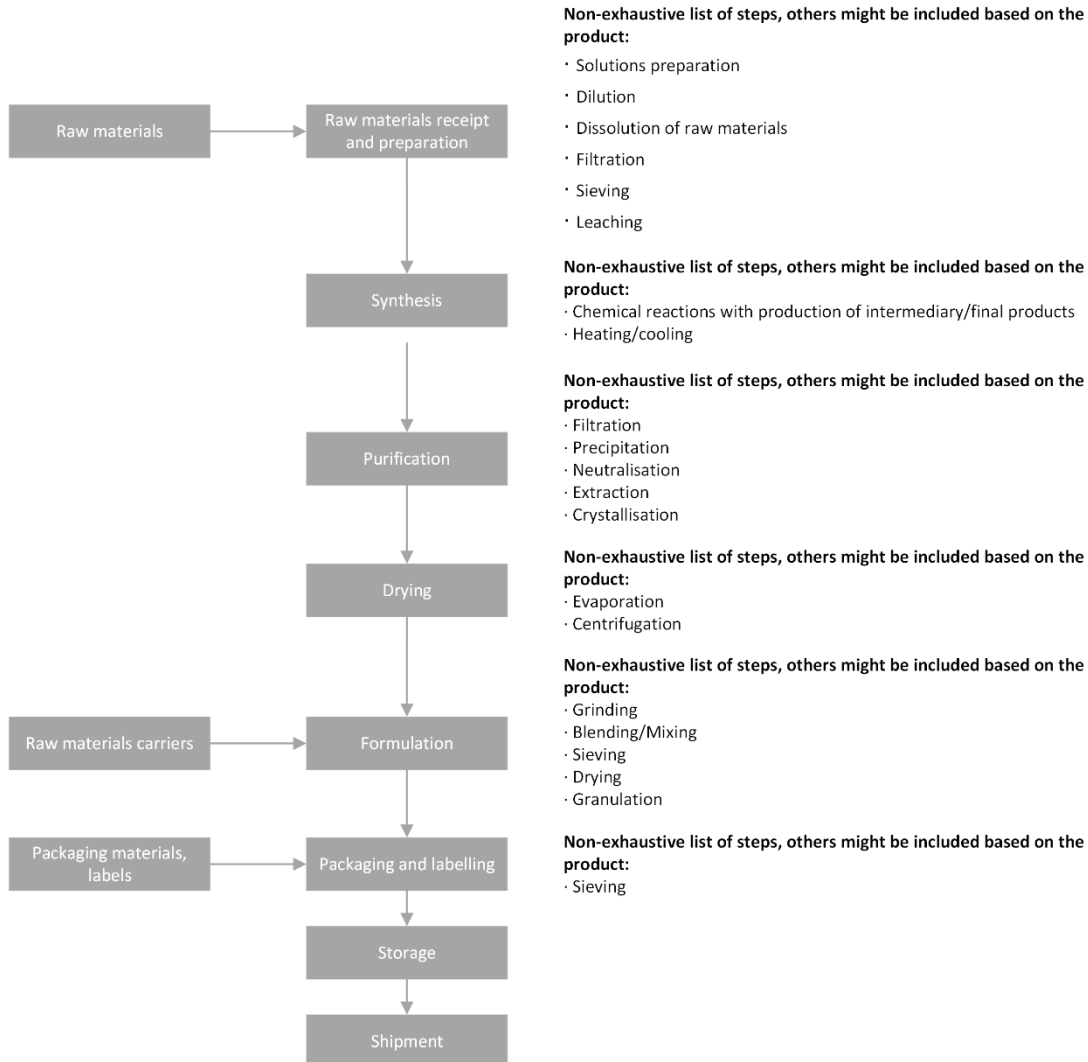 Non-exhaustive list of steps, others might be included based on the
product:
· Solutions preparation
· Dilution
· Dissolution of raw materials
· Filtration
· Sieving
· Leaching
Raw materials
Raw materials receipt
and preparation
Non-exhaustive list of steps, others might be included based on the
product:
· Chemical reactions with production of intermediary/final products
· Heating/cooling
Synthesis
Non-exhaustive list of steps, others might be included based on the
product:
· Filtration
· Precipitation
· Neutralisation
· Extraction
· Crystallisation
Purification
Non-exhaustive list of steps, others might be included based on the
product:
· Evaporation
· Centrifugation
Drying
Non-exhaustive list of steps, others might be included based on the
product:
· Grinding
· Blending/Mixing
· Sieving
· Drying
· Granulation
Raw materials carriers
Formulation
Non-exhaustive list of steps, others might be included based on the
product:
· Sieving
Packaging materials,
labels
Packaging and labelling
Storage
Shipment